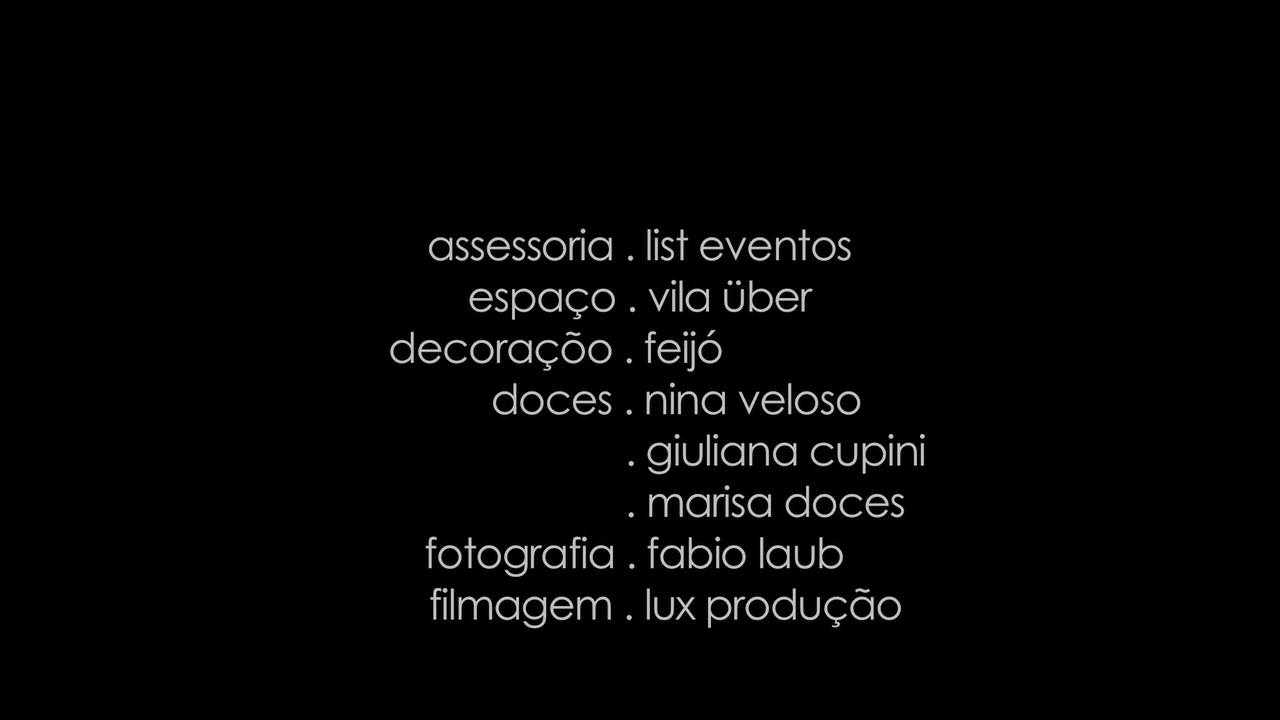 assessoria . list eventos
espaço . vila über
decoraçõo . feijó
doces . nina veloso
. giuliana cupini
. marisa doces
fotografia . fabio laub
filmagem . lux produção